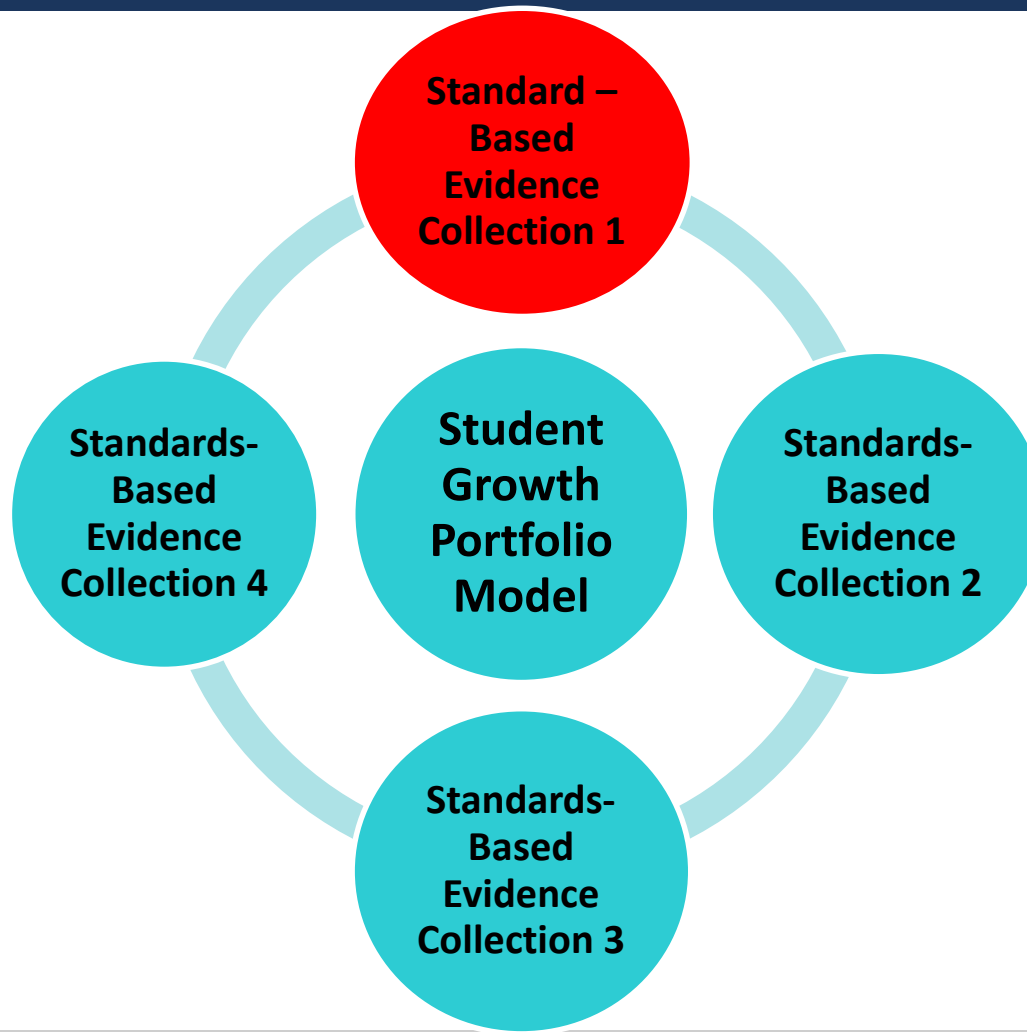 Standard –
Based
Evidence
Collection 1
Standards-
Based
Evidence
Collection 4
Student
Growth
Portfolio
Model
Standards-
Based
Evidence
Collection 2
Standards-
Based
Evidence
Collection 3